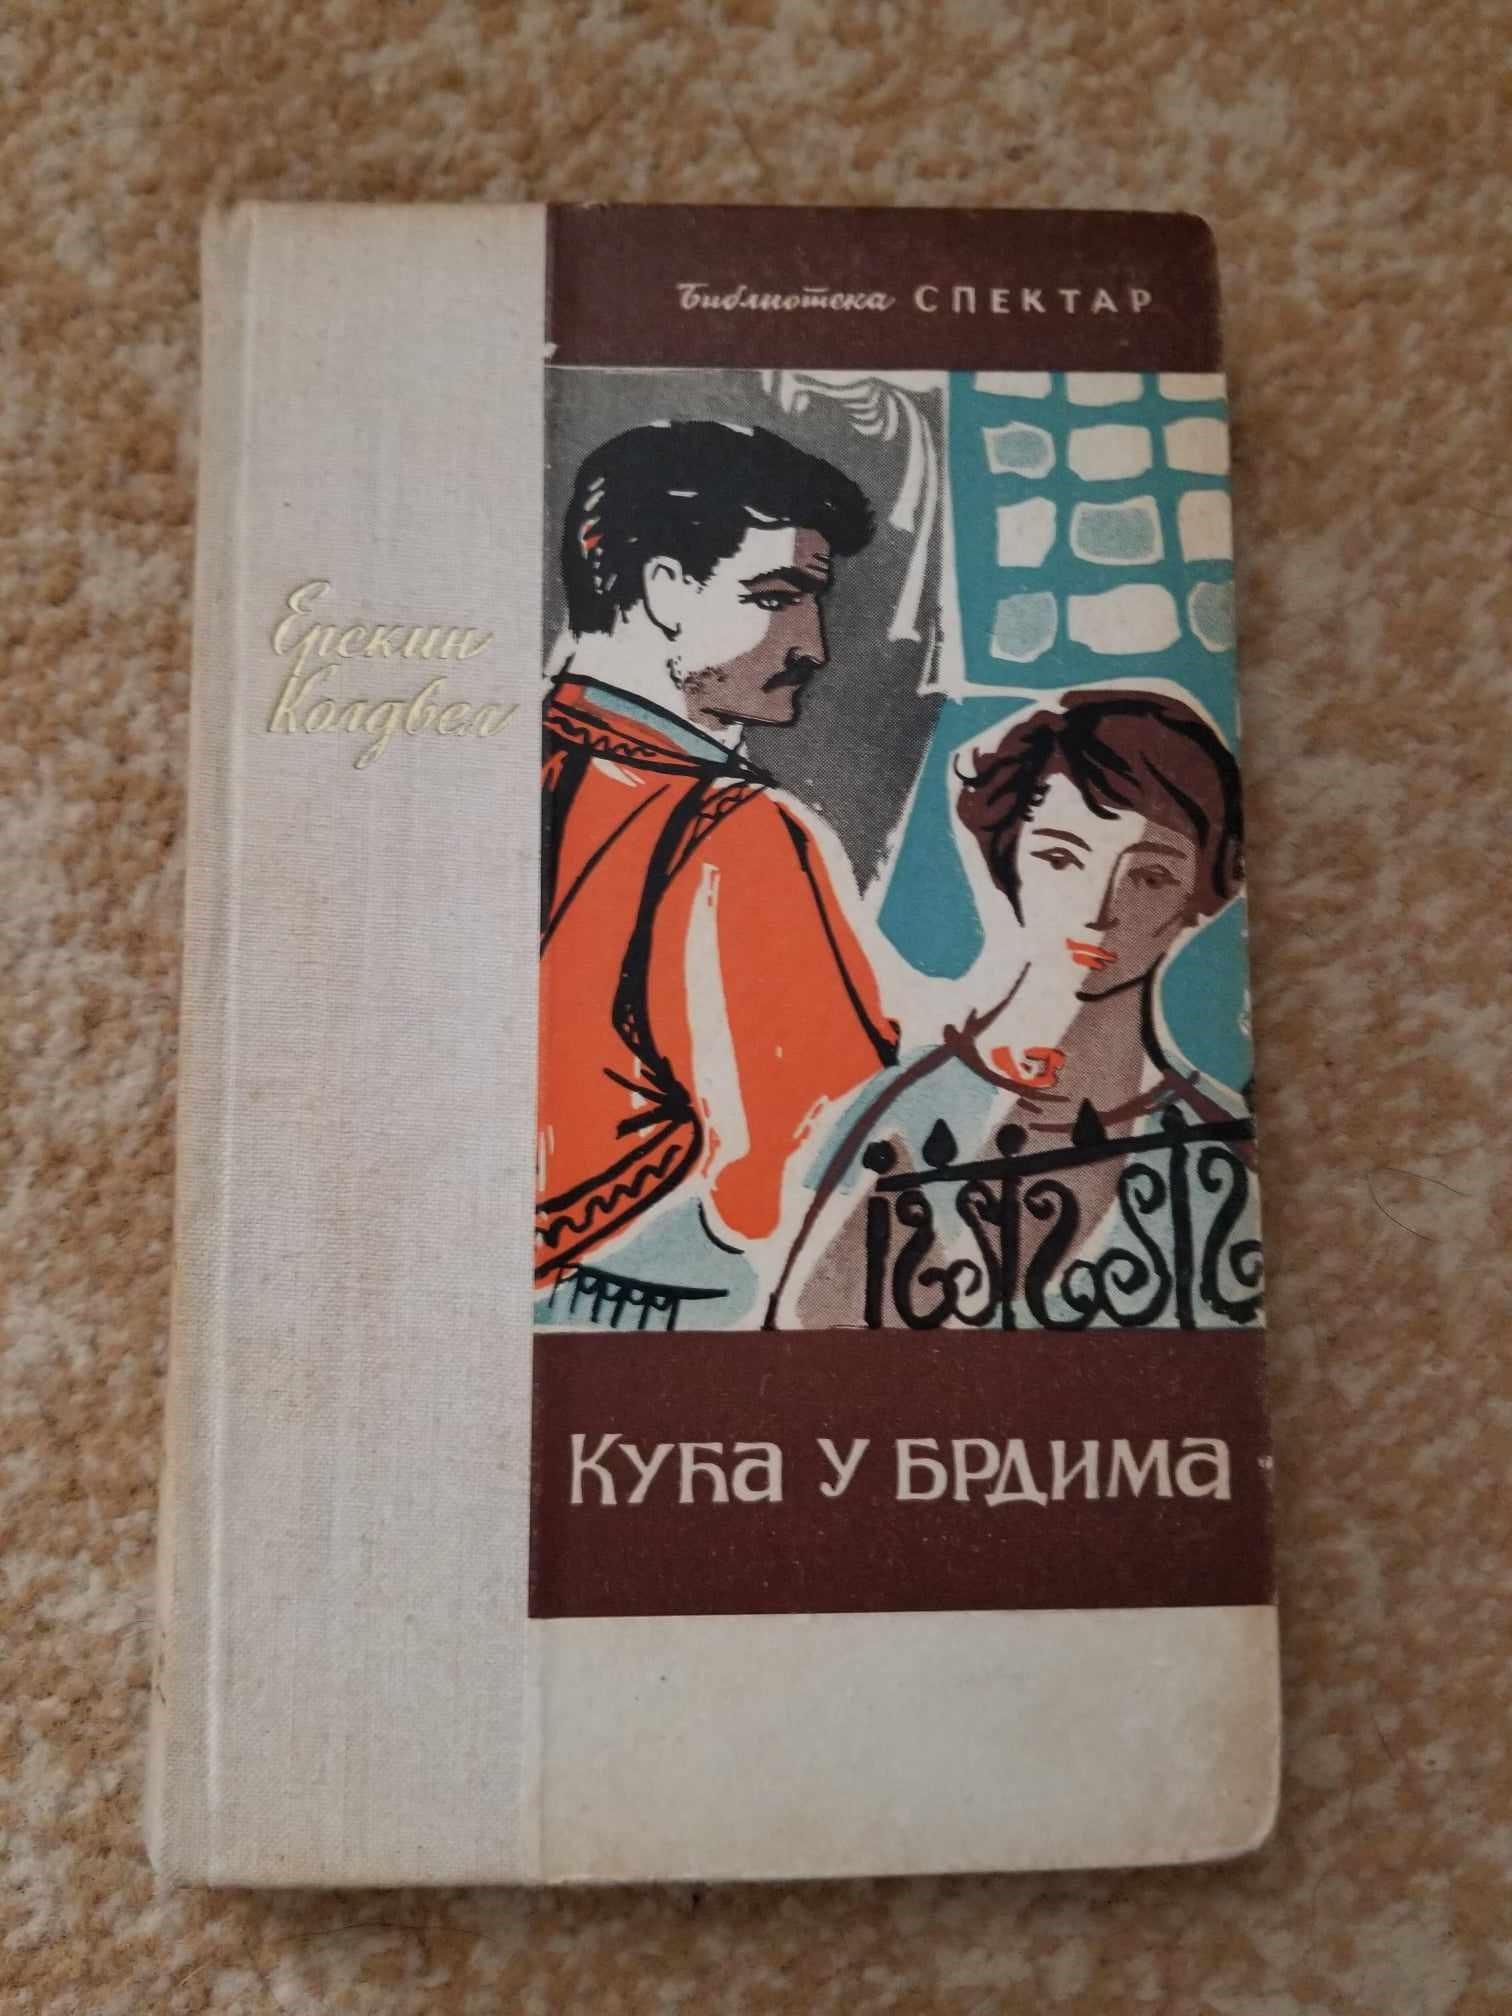 Библиотека СПЕКТАР
Ерскин
Колдвел
Кућа у брдима